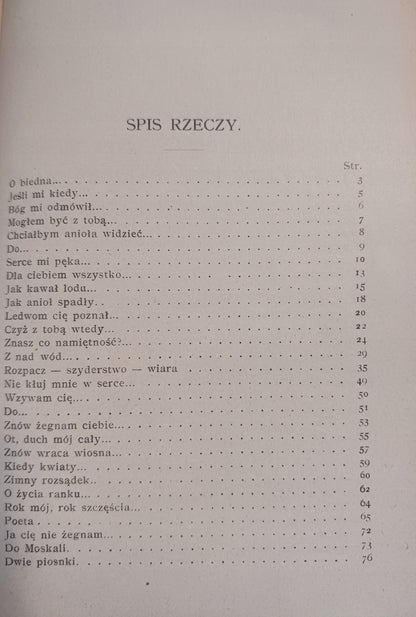 SPIS RZECZY.
Str.
O biedna... 3
Jeśli mi kiedy... 5
Bóg mi odmówił... 6
Mogłem być z tobą... 7
Chciałbym anioła widzieć... 8
Do... 9
Serce mi pęka... 10
Dla ciebiem wszystko... 13
Jak kawał lodu... 15
Jak anioł spadły. 18
Ledwom cię poznał... 20
Czyż z tobą wtedy... 22
Znasz co namiętność?... 24
Z nad wód... 29
Rozpacz — szyderstwo — wiara 35
Nie kłuj mnie w serce... 49
Wzywam cię... 50
Do... 51
Znów żegnam ciebie... 53
Ot, duch mój cały... 55
Znów wraca wiosna... 57
Kiedy kwiaty... 59
Zimny rozsądek.. 60
O życia ranku... 62
Rok mój, rok szczęścia... 64
Poeta 65
Ja cię nie żegnam... 72
Do Moskali. 73
Dwie piosnki. 76